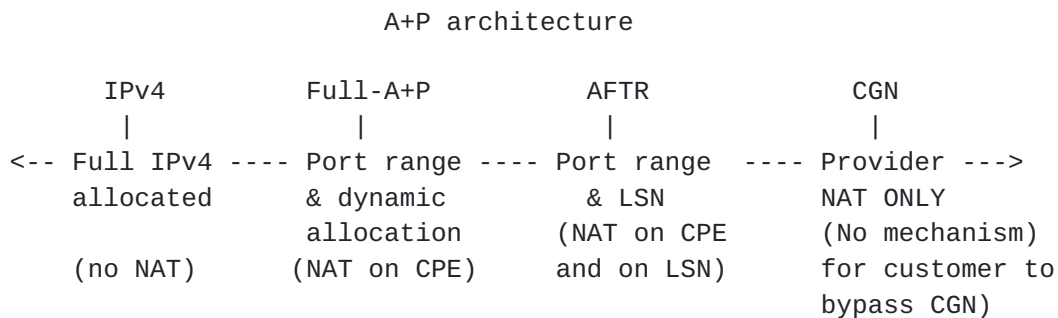 A+P architecture
      IPv4            Full-A+P           AFTR              CGN
       |                 |                |                 |
<-- Full IPv4 ---- Port range ---- Port range  ---- Provider --->
    allocated      & dynamic         & LSN          NAT ONLY
                   allocation      (NAT on CPE      (No mechanism)
    (no NAT)      (NAT on CPE)     and on LSN)      for customer to
                                                    bypass CGN)